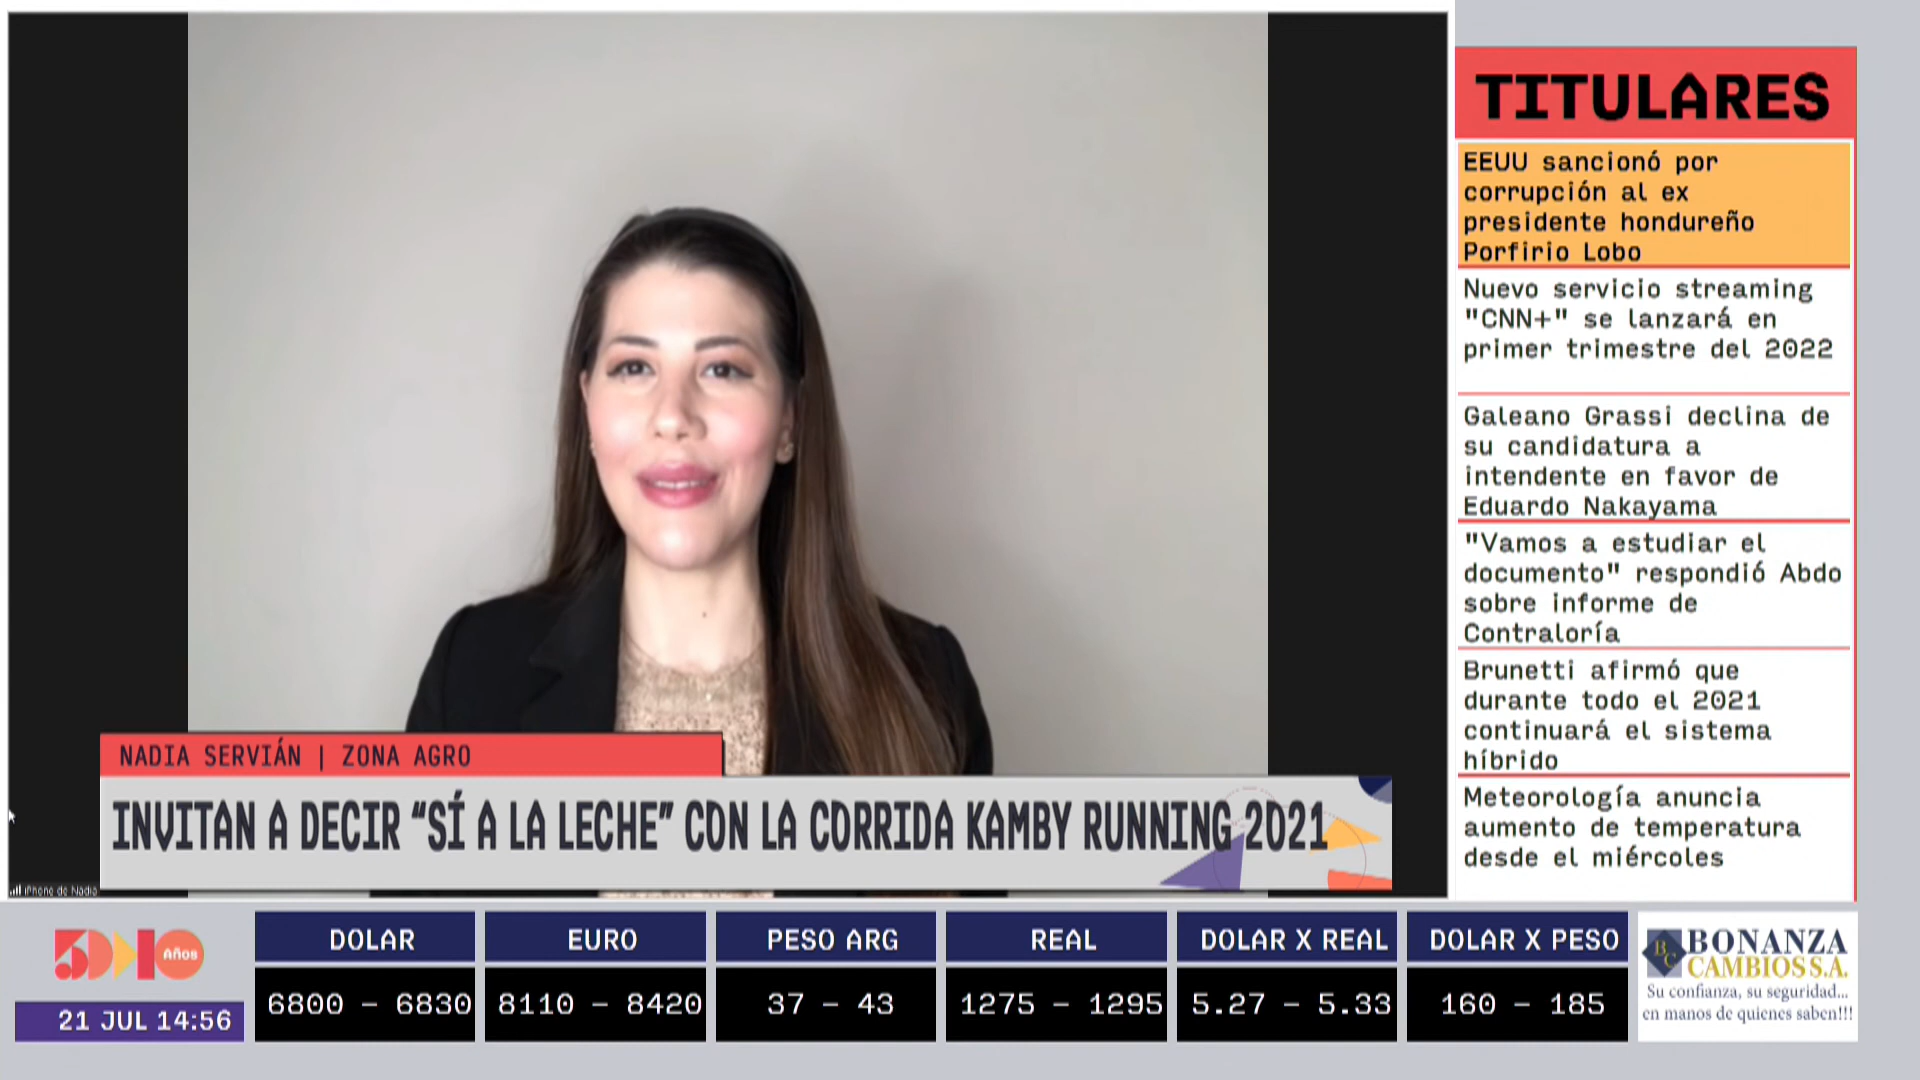 TITULARES
EEUU sancionó por
corrupción al ex
presidente hondureño
Porfirio Lobo
Nuevo servicio streaming
"CNN+" se lanzará en
primer trimestre del 2022
Galeano Grassi declina de
su candidatura a
intendente en favor de
Eduardo Nakayama
"Vamos a estudiar el
documento" respondió Abdo
sobre informe de
Contraloría
Brunetti afirmó que
durante todo el 2021
continuará el sistema
híbrido
Meteorología anuncia
aumento de temperatura
desde el miércoles
NADIA SERVIÁN | ZONA AGRO
INVITAN A DECIR “SÍ A LA LECHE” CON LA CORRIDA KAMBY RUNNING 2021
iPhone de Nadia
Años
21 JUL 14:56
DOLAR
6800 - 6830
EURO
8110 - 8420
PESO ARG
37 - 43
REAL
1275 - 1295
DOLAR X REAL
5.27 - 5.33
DOLAR X PESO
160 - 185
BC
BONANZA
CAMBIOS S.A.
Su confianza, su seguridad...
en manos de quienes saben!!!